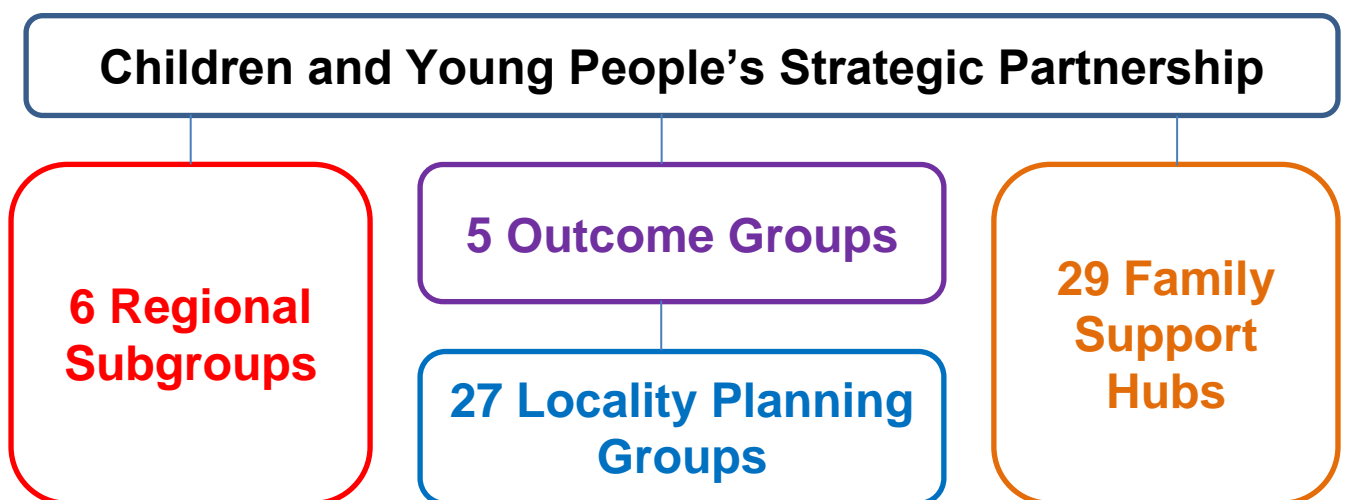 Children and Young People’s Strategic Partnership
6 Regional
Subgroups
5 Outcome Groups
27 Locality Planning
Groups
29 Family
Support
Hubs